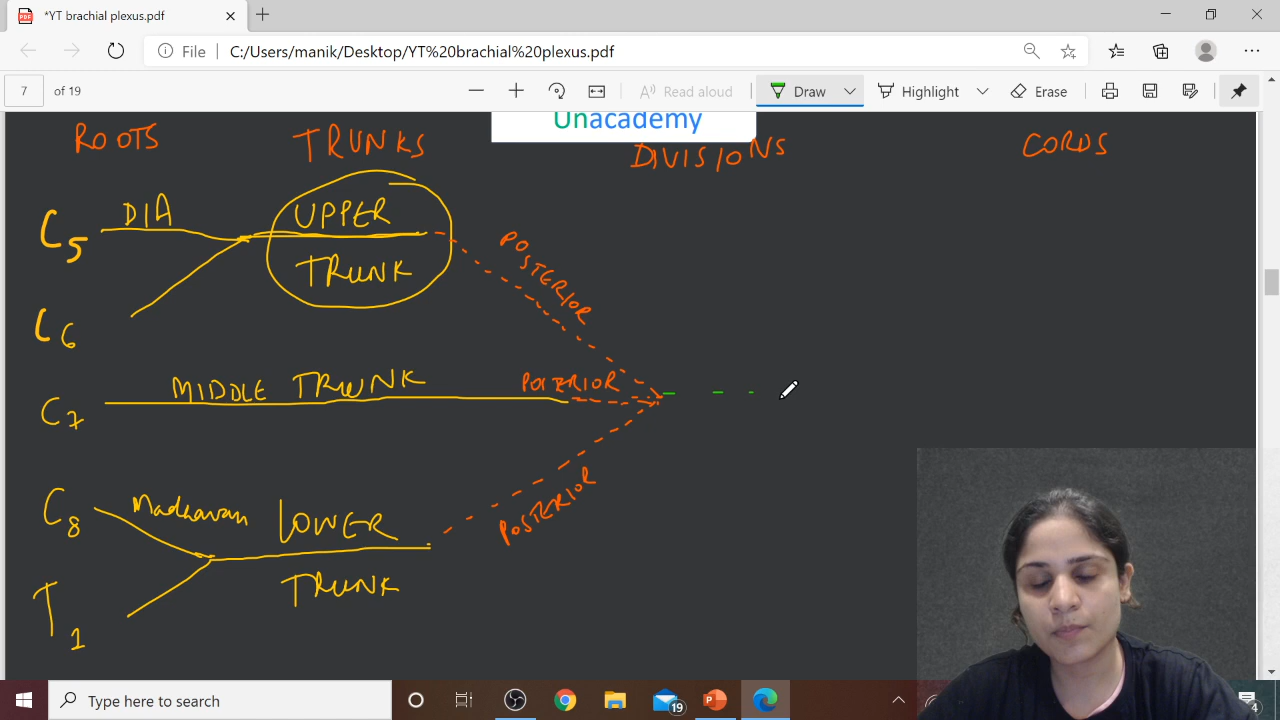 *YT brachial plexus.pdf
File C:/Users/manik/Desktop/YT%20brachial%20plexus.pdf
7 of 19 Read aloud Draw Highlight Erase
Unacademy
ROOTS TRUNKS DIVISIONS CORDS
C5 DIA UPPER
TRUNK
POSTERIOR
C6
MIDDLE TRUNK POSTERIOR
C7
C8 Madhavan LOWER
POSTERIOR
TRUNK
T1
Type here to search
19
4